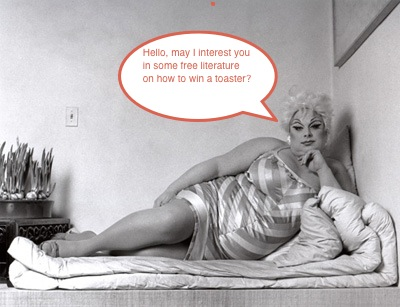 Hello, may I interest you
in some free literature
on how to win a toaster?